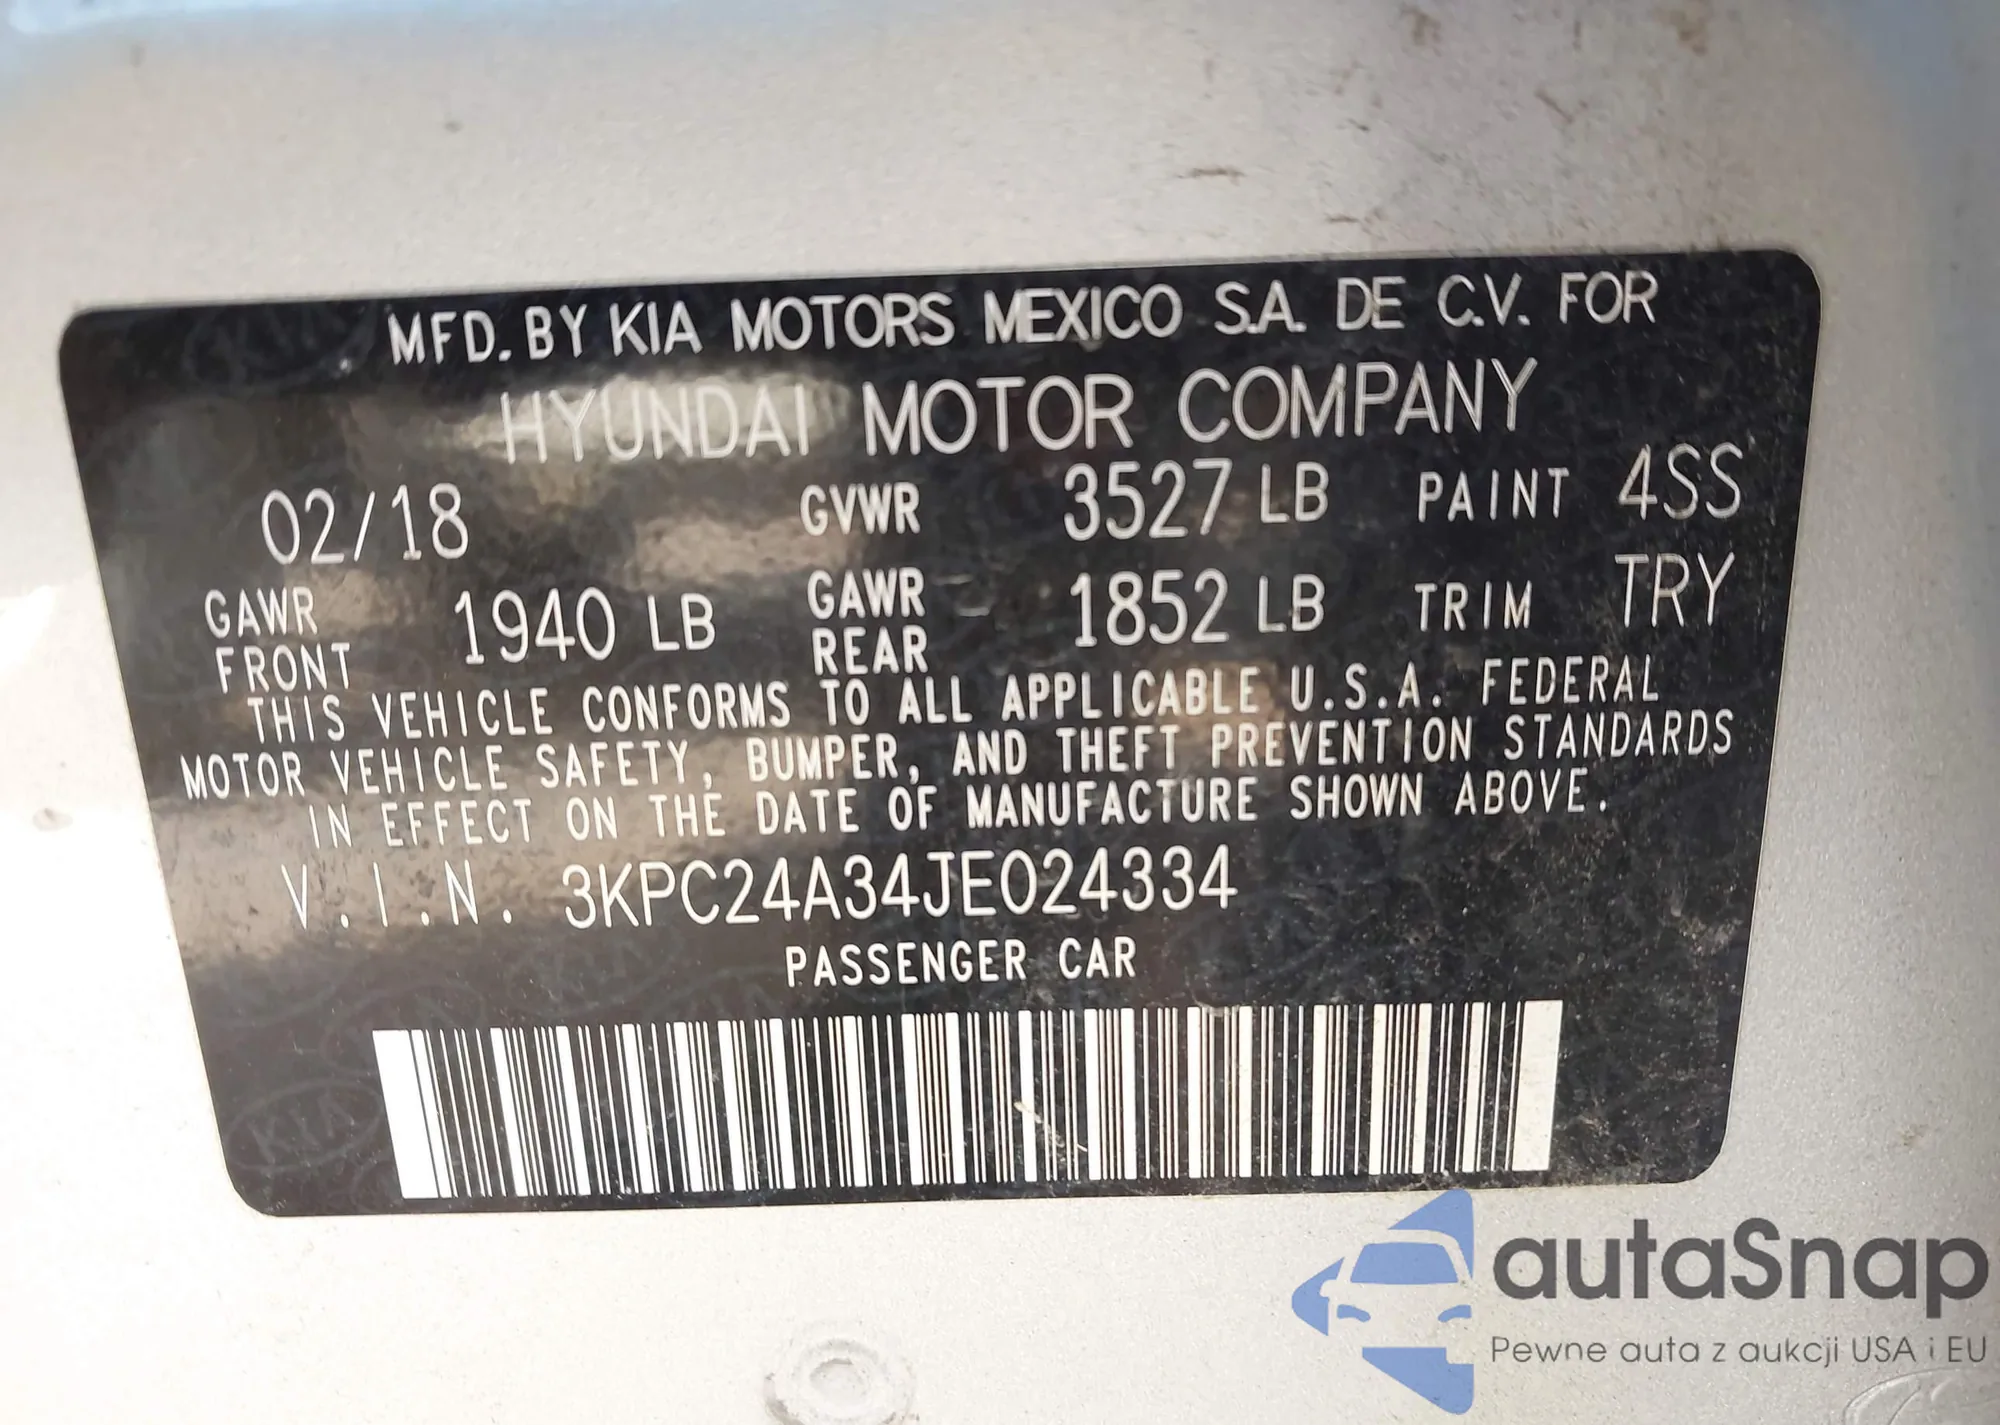 MFD. BY KIA MOTORS MEXICO S.A. DE C.V. FOR
HYUNDAI MOTOR COMPANY
02/18 GVWR 3527 LB PAINT 4SS
GAWR FRONT 1940 LB GAWR REAR 1852 LB TRIM TRY
THIS VEHICLE CONFORMS TO ALL APPLICABLE U.S.A. FEDERAL
MOTOR VEHICLE SAFETY, BUMPER, AND THEFT PREVENTION STANDARDS
IN EFFECT ON THE DATE OF MANUFACTURE SHOWN ABOVE.
V.I.N. 3KPC24A34JE024334
PASSENGER CAR
KIA
autaSnap
Pewne auta z aukcji USA i EU